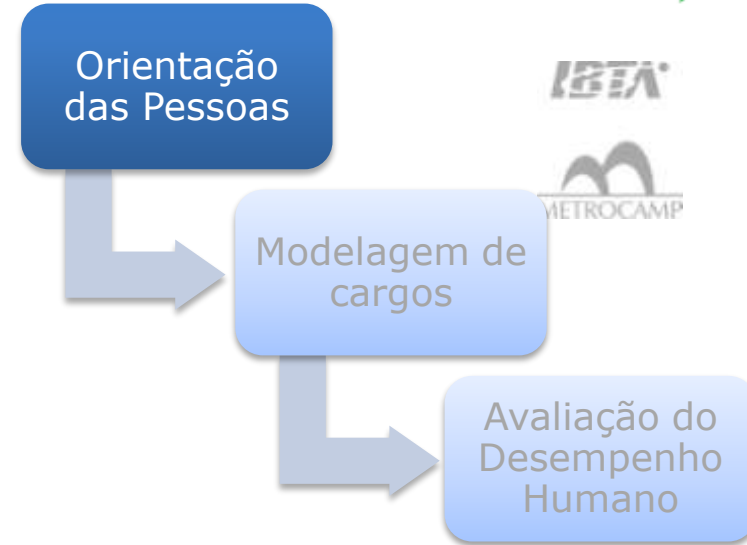 Orientação
das Pessoas
IBTA
METROCAMP
Modelagem de
cargos
Avaliação do
Desempenho
Humano